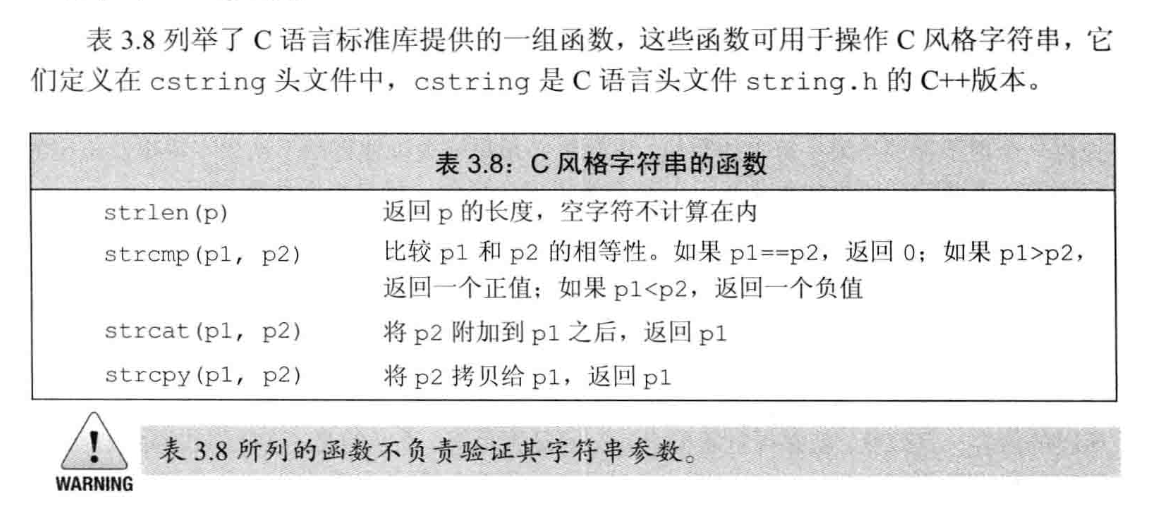 表 3.8 列举了 C 语言标准库提供的一组函数，这些函数可用于操作 C 风格字符串，它
们定义在 cstring 头文件中，cstring 是 C 语言头文件 string.h 的 C++版本。
表 3.8：C 风格字符串的函数
strlen(p) 返回 p 的长度，空字符不计算在内
strcmp(p1, p2) 比较 p1 和 p2 的相等性。如果 p1==p2，返回 0；如果 p1>p2，
返回一个正值；如果 p1<p2，返回一个负值
strcat(p1, p2) 将 p2 附加到 p1 之后，返回 p1
strcpy(p1, p2) 将 p2 拷贝给 p1，返回 p1
! 表 3.8 所列的函数不负责验证其字符串参数。
WARNING